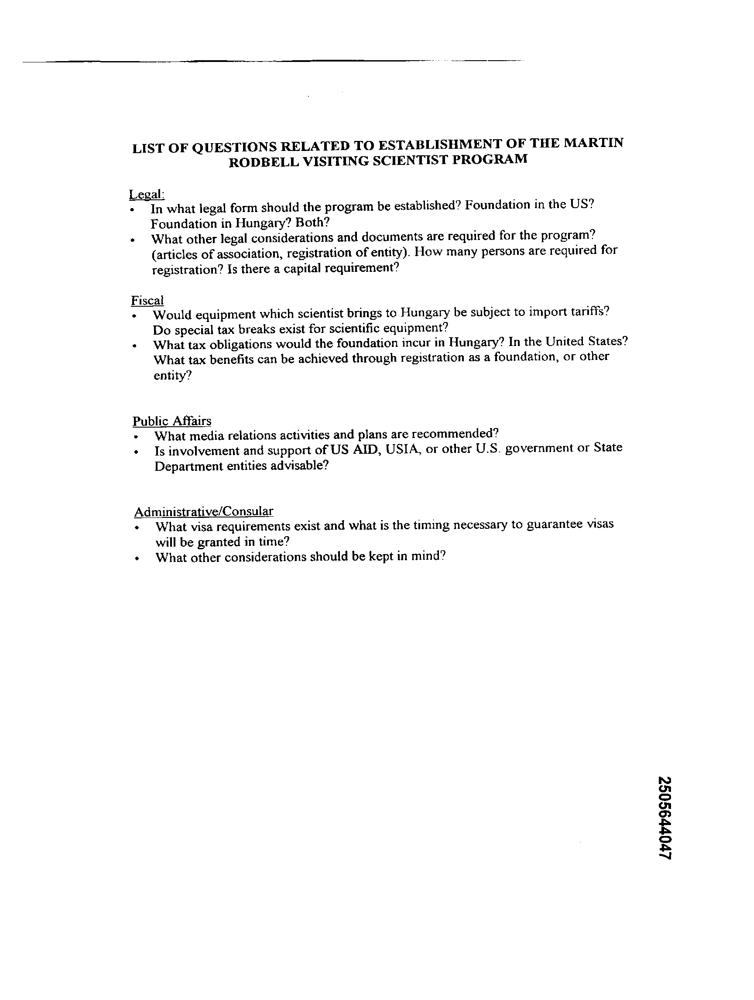 LIST OF QUESTIONS RELATED TO ESTABLISHMENT OF THE MARTIN
RODBELL VISITING SCIENTIST PROGRAM
Legal:
• In what legal form should the program be established? Foundation in the US?
Foundation in Hungary? Both?
• What other legal considerations and documents are required for the program?
(articles of association, registration of entity). How many persons are required for
registration? Is there a capital requirement?
Fiscal
• Would equipment which scientist brings to Hungary be subject to import tariffs?
Do special tax breaks exist for scientific equipment?
• What tax obligations would the foundation incur in Hungary? In the United States?
What tax benefits can be achieved through registration as a foundation, or other
entity?
Public Affairs
• What media relations activities and plans are recommended?
• Is involvement and support of US AID, USIA, or other U.S. government or State
Department entities advisable?
Administrative/Consular
• What visa requirements exist and what is the timing necessary to guarantee visas
will be granted in time?
• What other considerations should be kept in mind?
2505644047